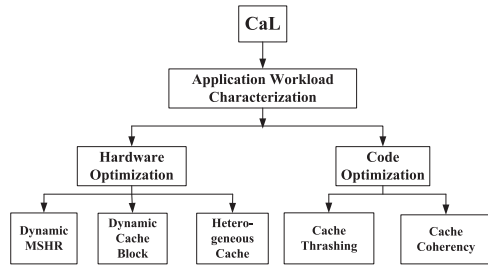 CaL
Application Workload
Characterization
Hardware
Optimization
Code
Optimization
Dynamic
MSHR
Dynamic
Cache
Block
Hetero-
geneous
Cache
Cache
Thrashing
Cache
Coherency